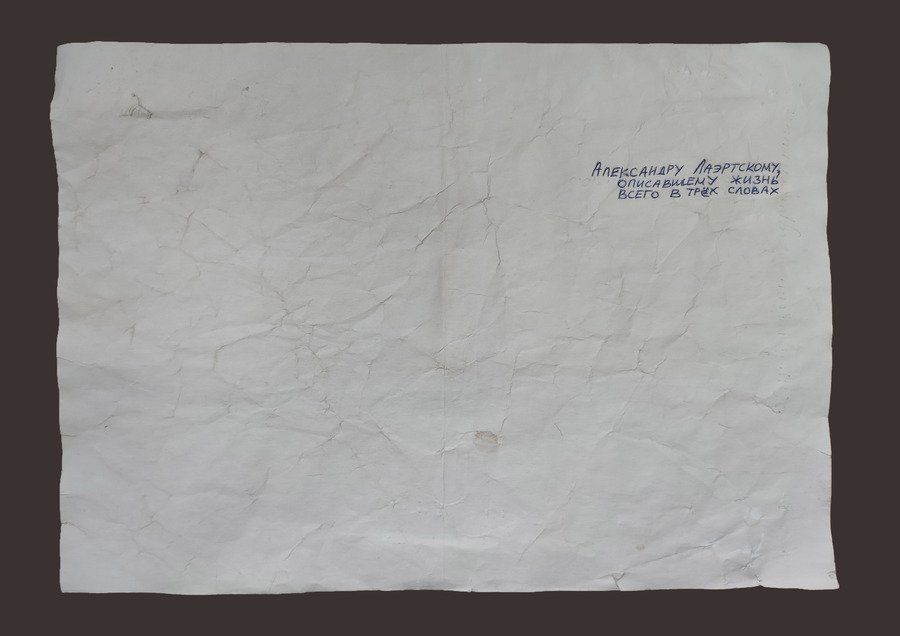 Александру Лаэртскому,
описавшему жизнь
всего в трёх словах